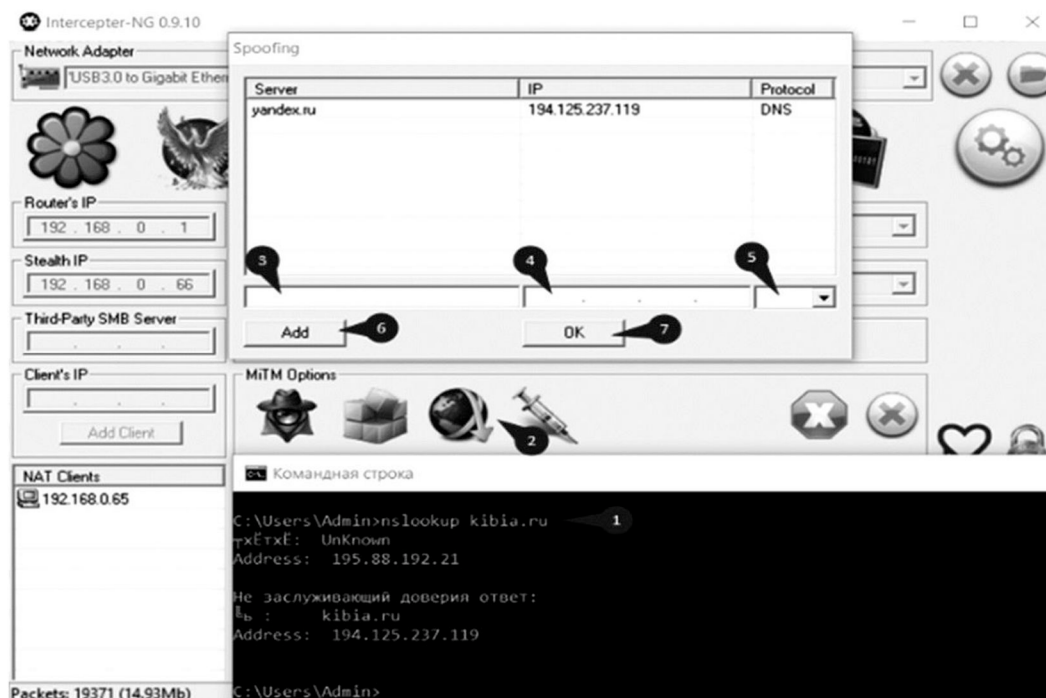 Intercepter-NG 0.9.10
Network Adapter
'USB3.0 to Gigabit Ether
Spoofing
Server IP Protocol
yandex.ru 194.125.237.119 DNS
Router's IP
192 . 168 . 0 . 1
Stealth IP
192 . 168 . 0 . 66
3 4 5
Third-Party SMB Server
Add 6 OK 7
Client's IP
MiTM Options
Add Client
2
NAT Clients
192.168.0.65
Командная строка
C:\Users\Admin>nslookup kibia.ru 1
┬хЁтхЁ: UnKnown
Address: 195.88.192.21
Не заслуживающий доверия ответ:
╚ь : kibia.ru
Address: 194.125.237.119
C:\Users\Admin>
Packets: 19371 (14.93Mb)